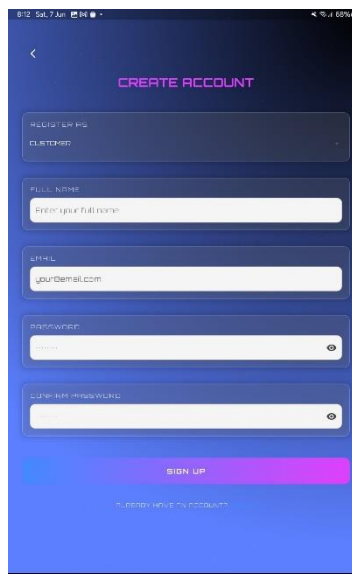 8:12 Sat, 7 Jun
68%
CREATE ACCOUNT
REGISTER AS
CUSTOMER
FULL NAME
Enter your full name
EMAIL
your@email.com
PASSWORD
CONFIRM PASSWORD
SIGN UP
ALREADY HAVE AN ACCOUNT?